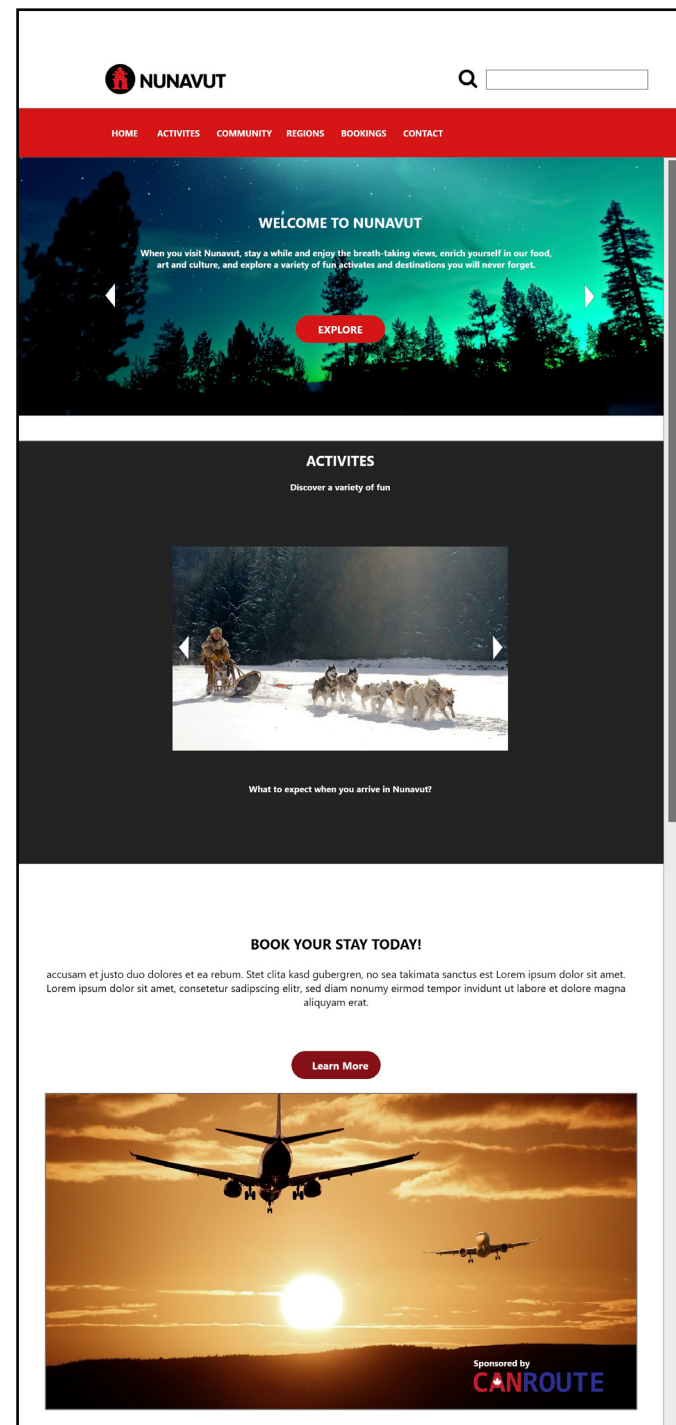 NUNAVUT
HOME ACTIVITES COMMUNITY REGIONS BOOKINGS CONTACT
WELCOME TO NUNAVUT
When you visit Nunavut, stay a while and enjoy the breath-taking views, enrich yourself in our food,
art and culture, and explore a variety of fun activates and destinations you will never forget.
EXPLORE
ACTIVITES
Discover a variety of fun
What to expect when you arrive in Nunavut?
BOOK YOUR STAY TODAY!
accusam et justo duo dolores et ea rebum. Stet clita kasd gubergren, no sea takimata sanctus est Lorem ipsum dolor sit amet.
Lorem ipsum dolor sit amet, consetetur sadipscing elitr, sed diam nonumy eirmod tempor invidunt ut labore et dolore magna
aliquyam erat.
Learn More
Sponsored by
CANROUTE